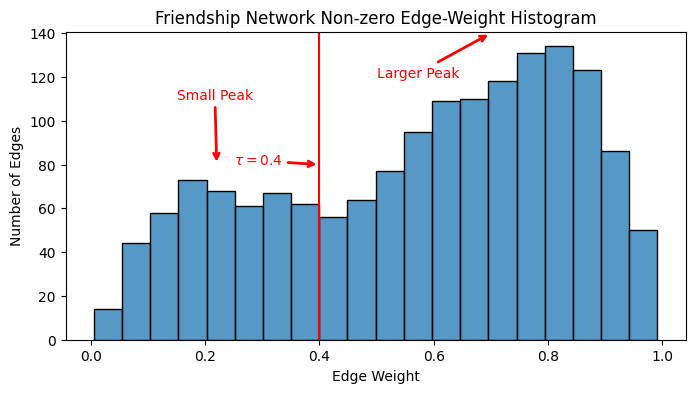 Friendship Network Non-zero Edge-Weight Histogram
140
120
100
80
60
40
20
0
Number of Edges
Larger Peak
Small Peak
τ = 0.4
0.0 0.2 0.4 0.6 0.8 1.0
Edge Weight